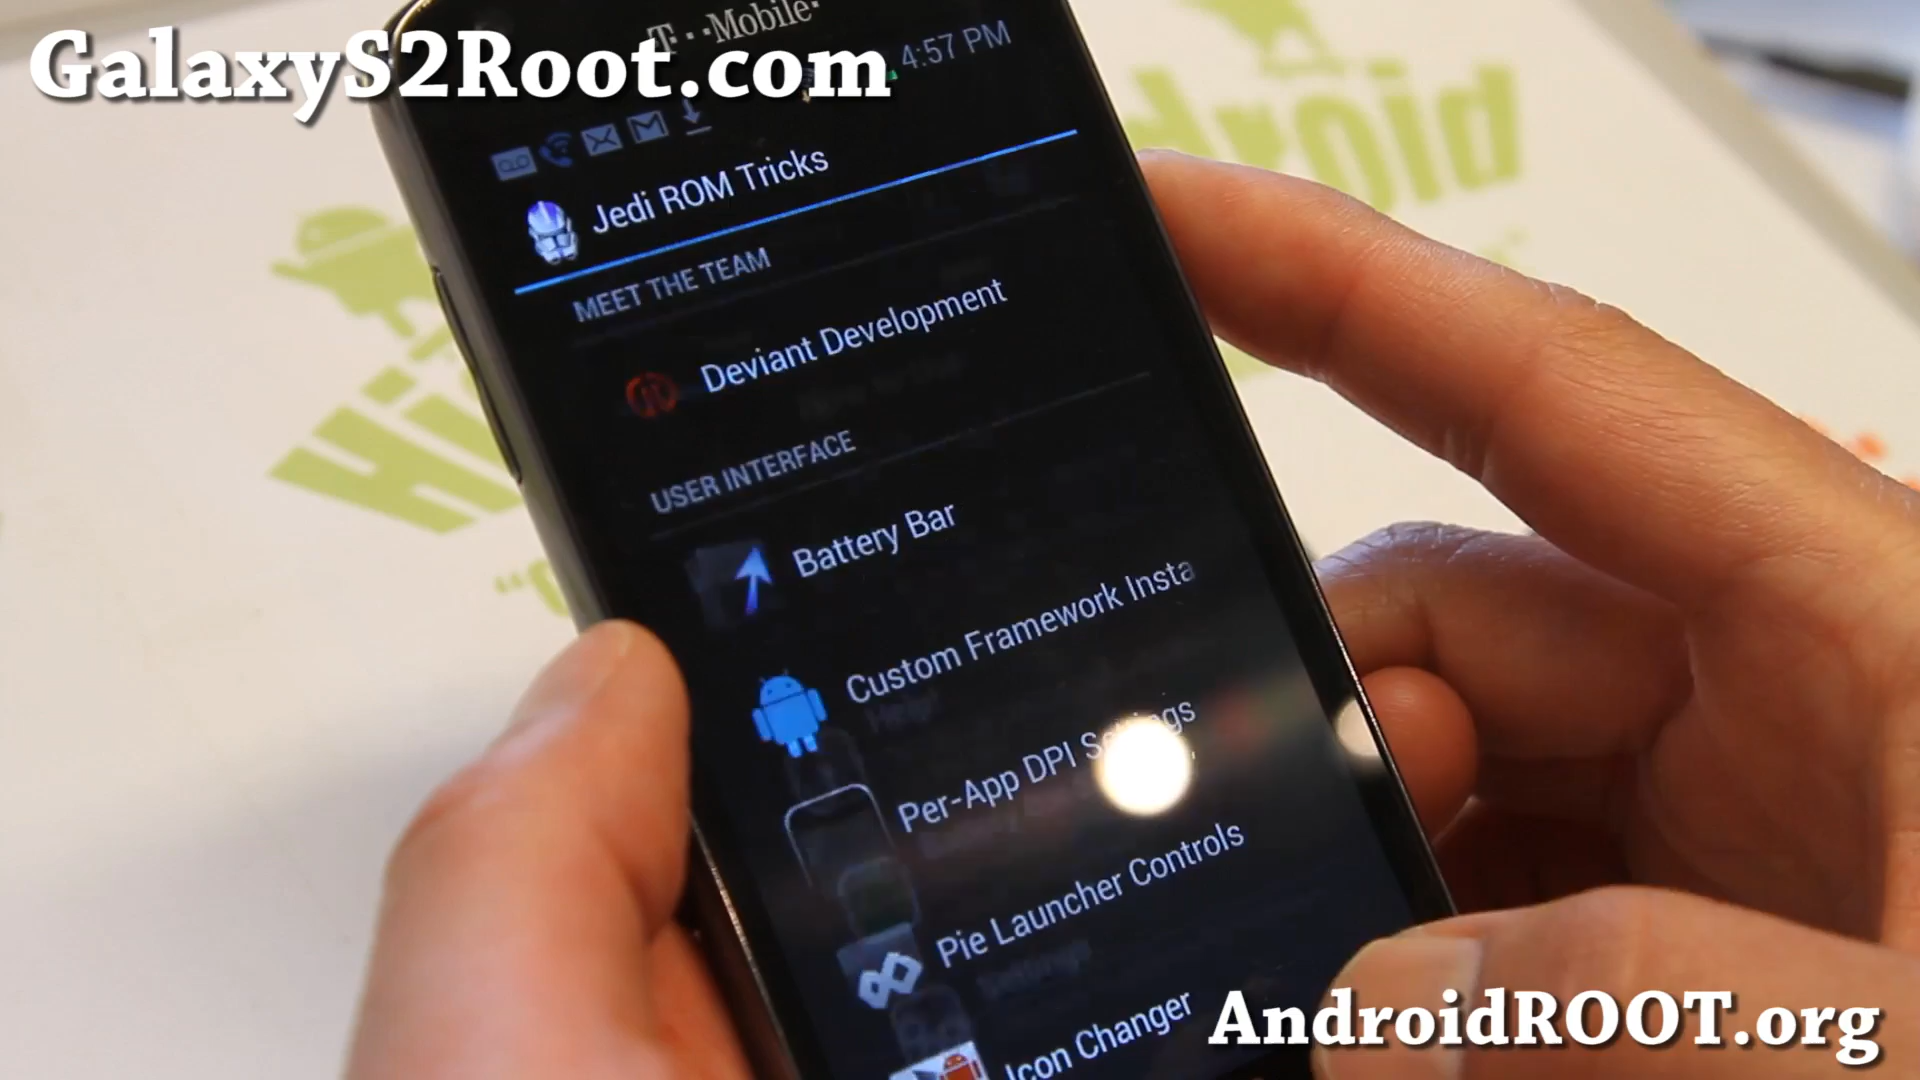 GalaxyS2Root.com
T··Mobile·
4:57 PM
Jedi ROM Tricks
MEET THE TEAM
Deviant Development
USER INTERFACE
Battery Bar
Custom Framework Insta
Per-App DPI Settings
Pie Launcher Controls
Icon Changer
AndroidROOT.org